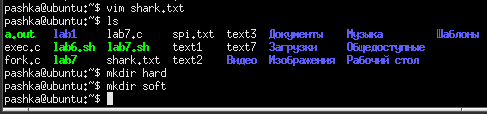 pashka@ubuntu:~$ vim shark.txt
pashka@ubuntu:~$ ls
a.out lab1 lab7.c spi.txt text3 Документы Музыка Шаблоны
exec.c lab6.sh lab7.sh text1 text7 Загрузки Общедоступные
fork.c lab7 shark.txt text2 Видео Изображения Рабочий стол
pashka@ubuntu:~$ mkdir hard
pashka@ubuntu:~$ mkdir soft
pashka@ubuntu:~$